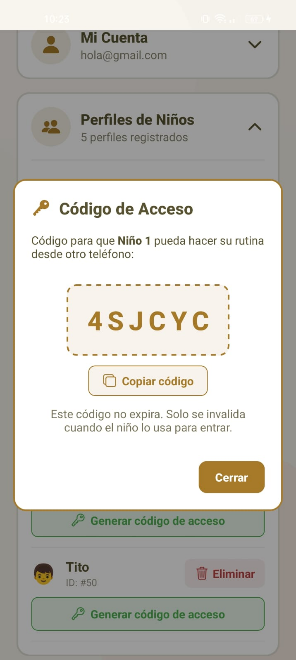 10:23
Mi Cuenta
hola@gmail.com
Perfiles de Niños
5 perfiles registrados
Código de Acceso
Código para que Niño 1 pueda hacer su rutina
desde otro teléfono:
4SJCYC
Copiar código
Este código no expira. Solo se invalida
cuando el niño lo usa para entrar.
Cerrar
Generar código de acceso
Tito
Eliminar
ID: #50
Generar código de acceso